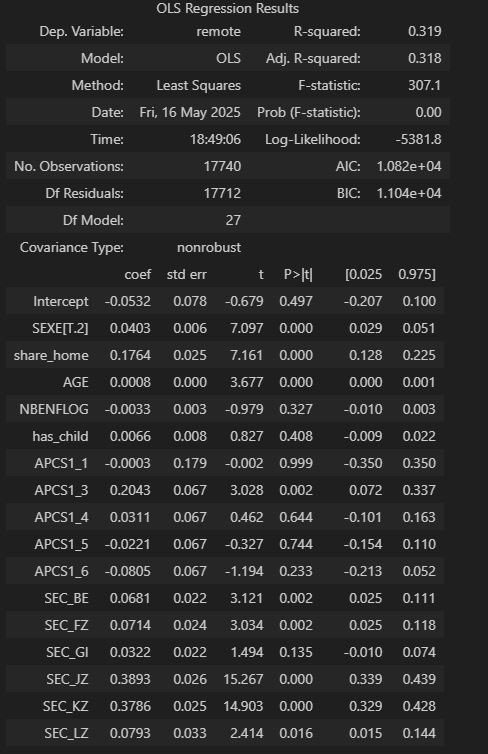 OLS Regression Results
Dep. Variable: remote R-squared: 0.319
Model: OLS Adj. R-squared: 0.318
Method: Least Squares F-statistic: 307.1
Date: Fri, 16 May 2025 Prob (F-statistic): 0.00
Time: 18:49:06 Log-Likelihood: -5381.8
No. Observations: 17740 AIC: 1.082e+04
Df Residuals: 17712 BIC: 1.104e+04
Df Model: 27
Covariance Type: nonrobust
coef std err t P>|t| [0.025 0.975]
Intercept -0.0532 0.078 -0.679 0.497 -0.207 0.100
SEXE[T.2] 0.0403 0.006 7.097 0.000 0.029 0.051
share_home 0.1764 0.025 7.161 0.000 0.128 0.225
AGE 0.0008 0.000 3.677 0.000 0.000 0.001
NBENFLOG -0.0033 0.003 -0.979 0.327 -0.010 0.003
has_child 0.0066 0.008 0.827 0.408 -0.009 0.022
APCS1_1 -0.0003 0.179 -0.002 0.999 -0.350 0.350
APCS1_3 0.2043 0.067 3.028 0.002 0.072 0.337
APCS1_4 0.0311 0.067 0.462 0.644 -0.101 0.163
APCS1_5 -0.0221 0.067 -0.327 0.744 -0.154 0.110
APCS1_6 -0.0805 0.067 -1.194 0.233 -0.213 0.052
SEC_BE 0.0681 0.022 3.121 0.002 0.025 0.111
SEC_FZ 0.0714 0.024 3.034 0.002 0.025 0.118
SEC_GI 0.0322 0.022 1.494 0.135 -0.010 0.074
SEC_JZ 0.3893 0.026 15.267 0.000 0.339 0.439
SEC_KZ 0.3786 0.025 14.903 0.000 0.329 0.428
SEC_LZ 0.0793 0.033 2.414 0.016 0.015 0.144